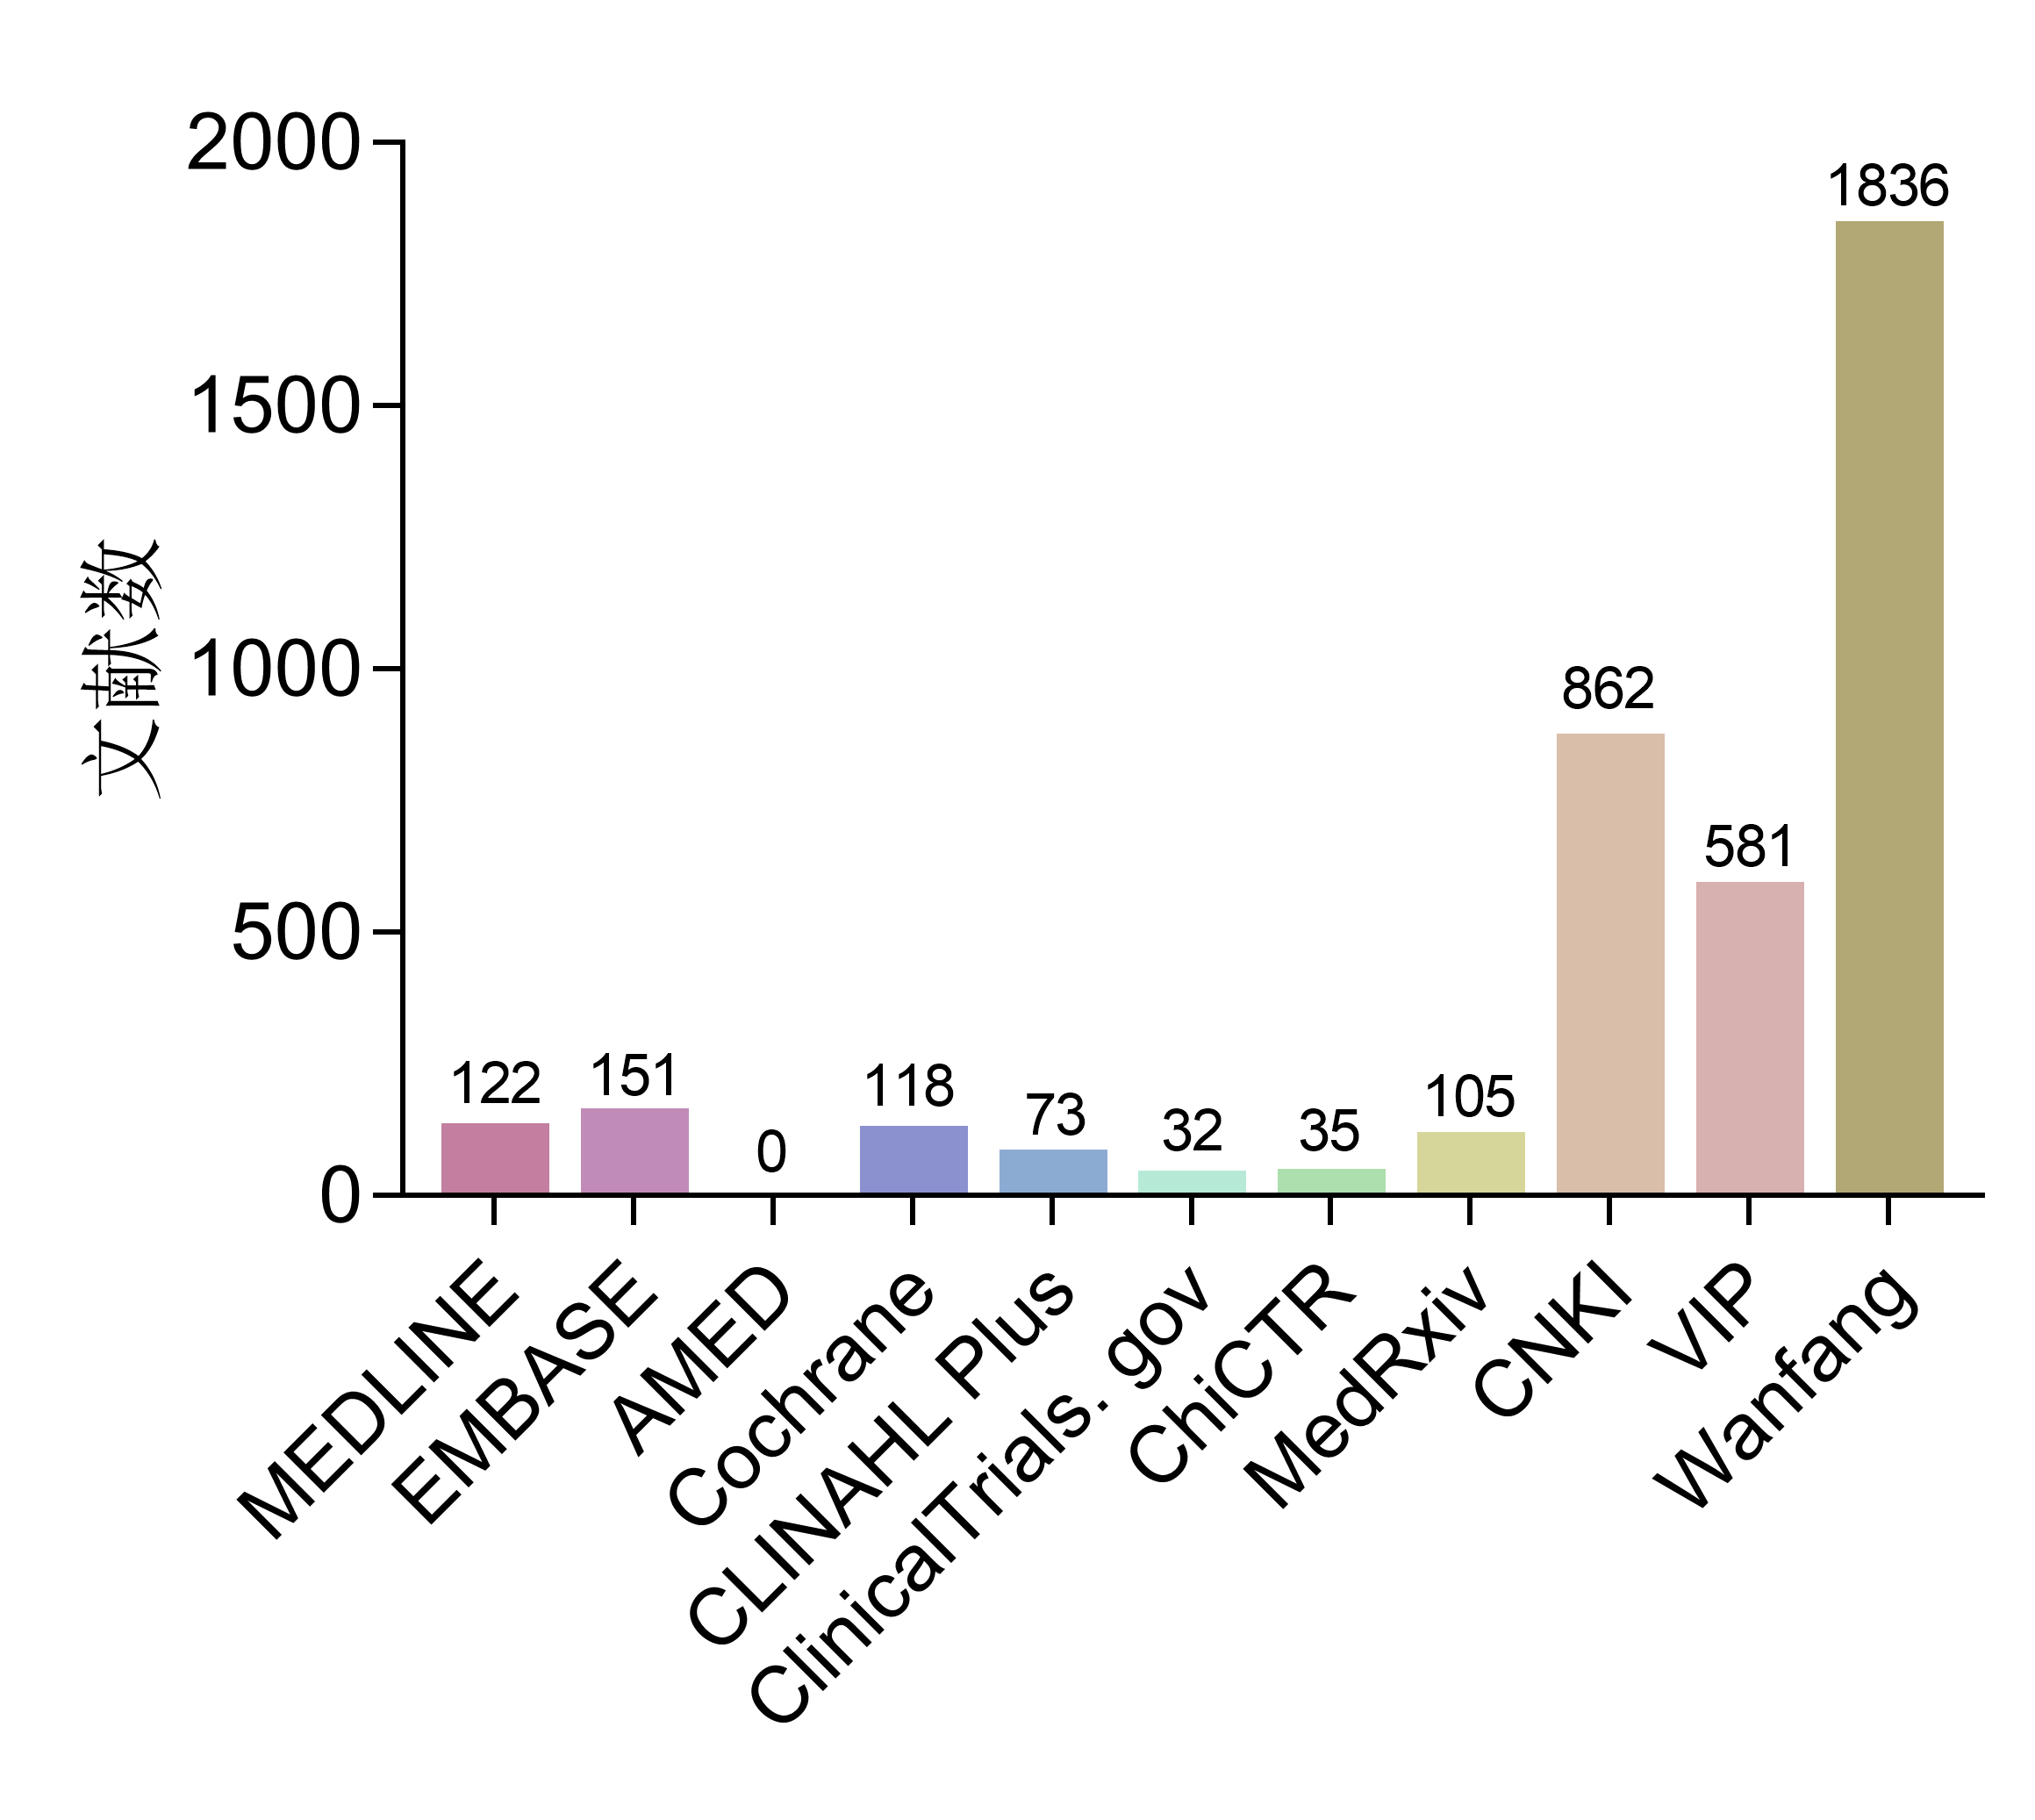 文献数
2000
1500
1000
500
0
122
151
0
118
73
32
35
105
862
581
1836
MEDLINE
EMBASE
AMED
Cochrane
CLINAHL Plus
ClinicalTrials. gov
ChiCTR
MedRxiv
CNKI
VIP
Wanfang